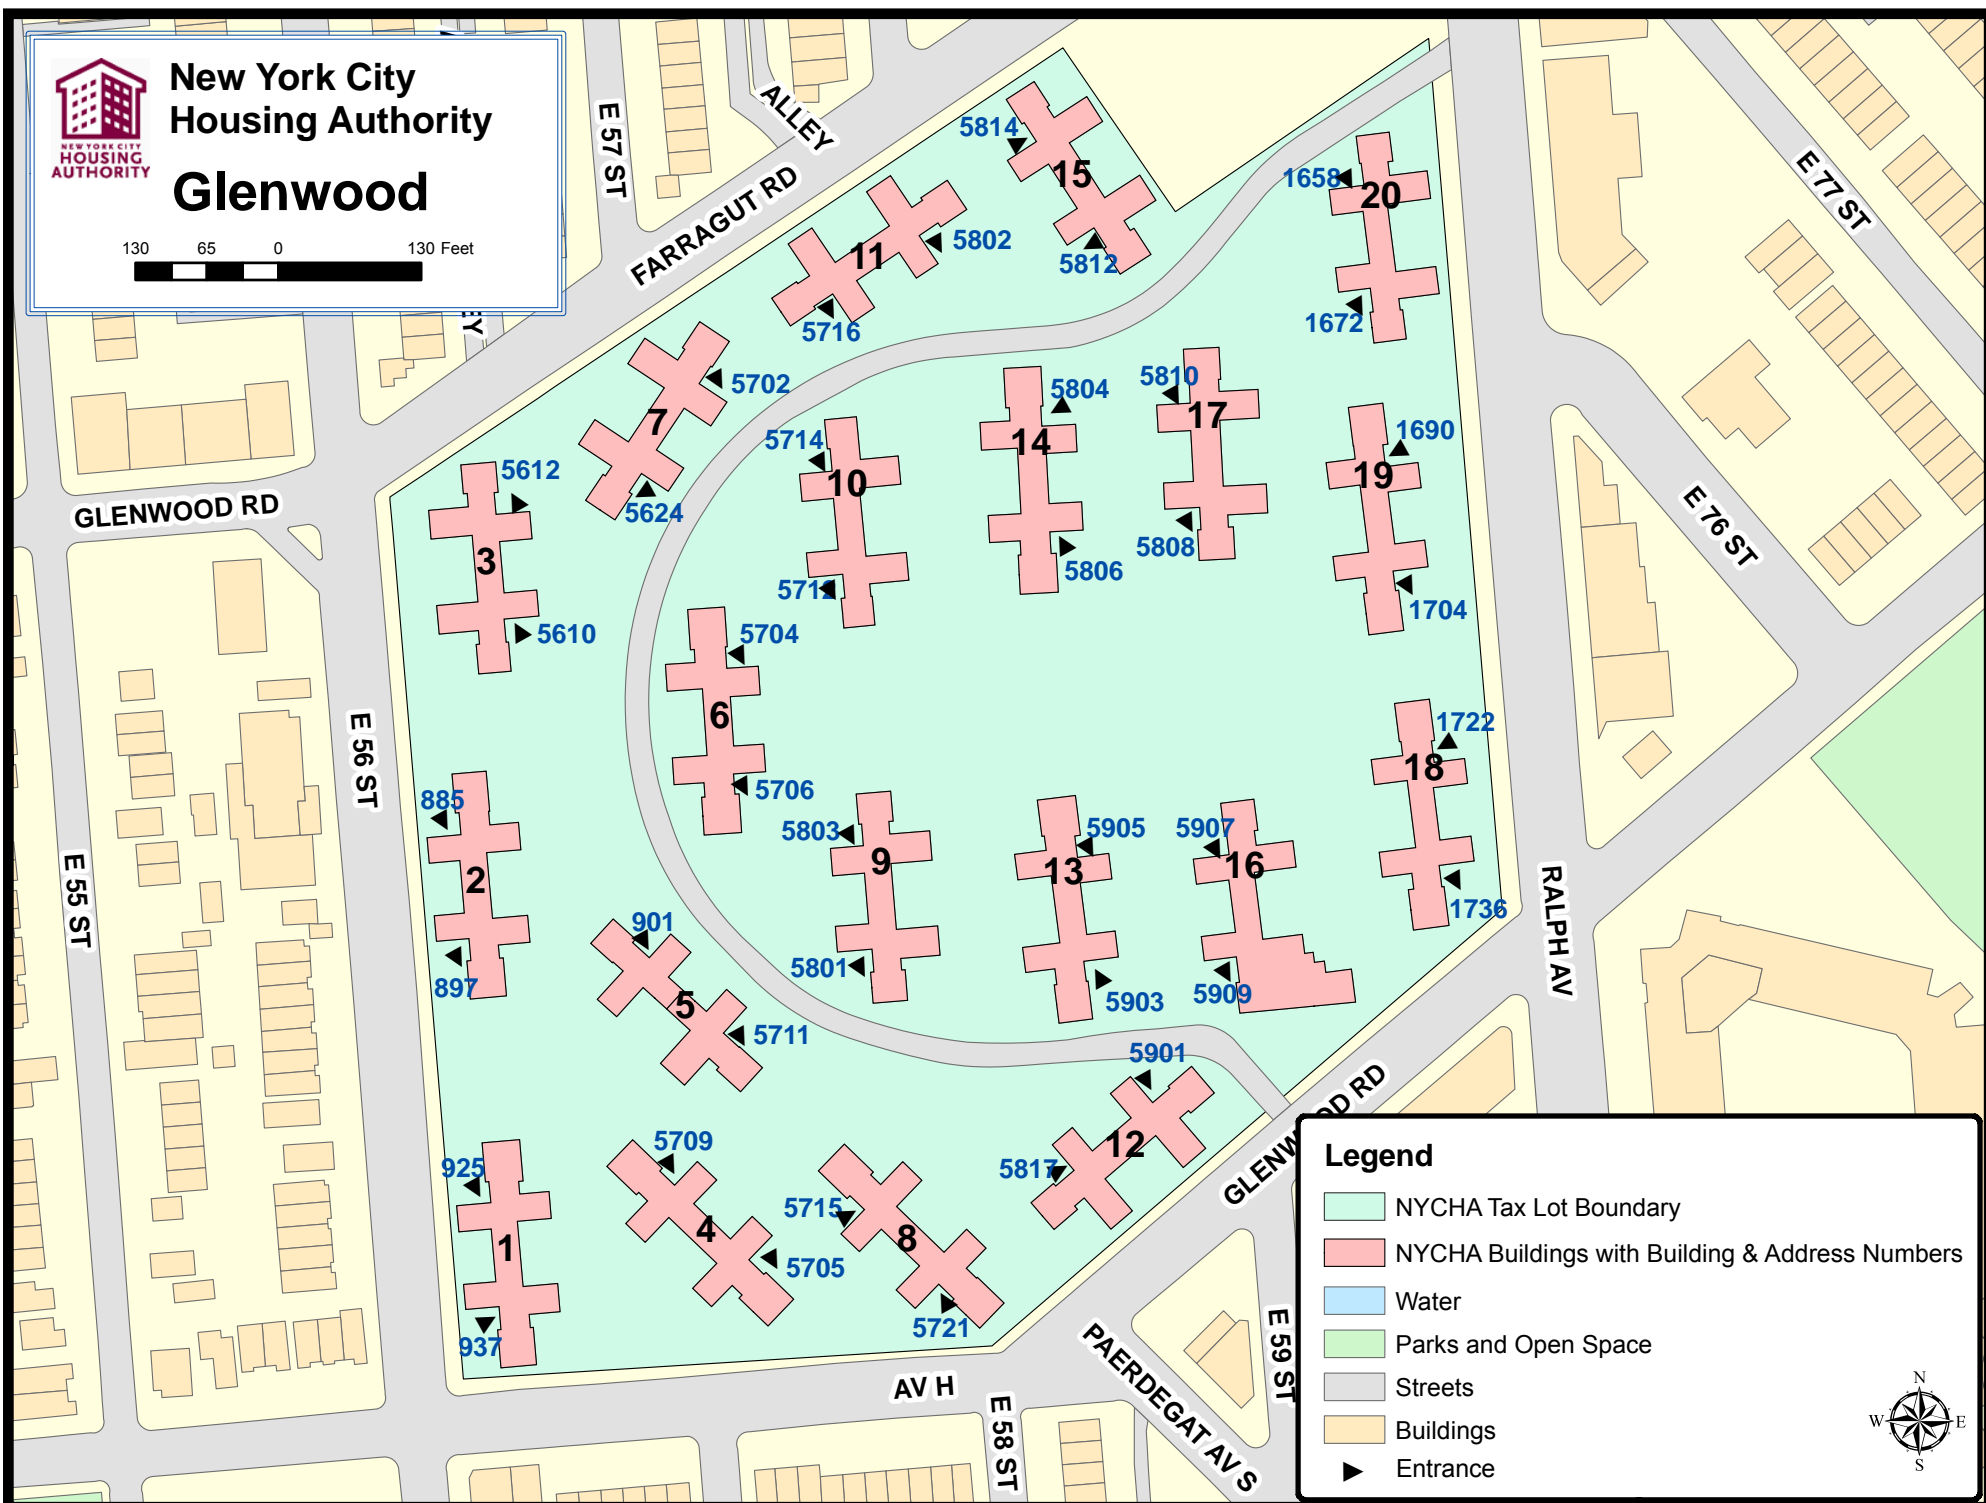 New York City
Housing Authority
NEW YORK CITY
HOUSING
AUTHORITY
Glenwood
130 65 0 130 Feet
E 57 ST
ALLEY
FARRAGUT RD
EY
E 77 ST
E 76 ST
GLENWOOD RD
E 56 ST
E 55 ST
RALPH AV
GLENWOOD RD
AV H
E 58 ST
PAERDEGAT AV S
E 59 ST
5814
15
5812
1658
20
1672
11
5802
5716
5702
7
5624
5612
3
5610
5714
10
5712
5804
14
5806
5810
17
5808
1690
19
1704
5704
6
5706
1722
18
1736
885
2
897
5803
9
5801
5905
13
5903
5907
16
5909
901
5
5711
5901
12
5817
925
1
937
5709
4
5705
5715
8
5721
Legend
NYCHA Tax Lot Boundary
NYCHA Buildings with Building & Address Numbers
Water
Parks and Open Space
Streets
Buildings
Entrance
N
W E
S